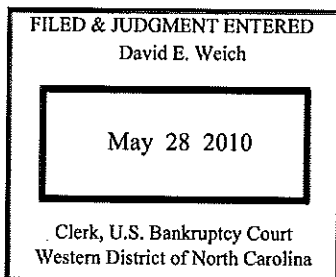 FILED & JUDGMENT ENTERED
David E. Weich
May 28 2010
Clerk, U.S. Bankruptcy Court
Western District of North Carolina